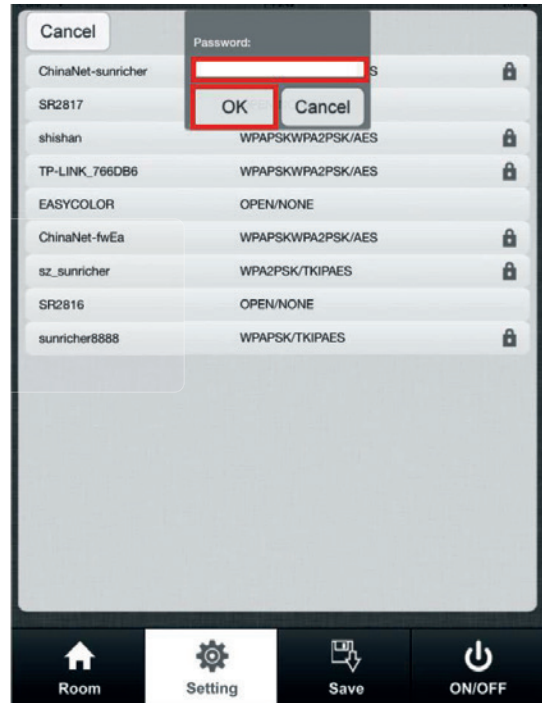 Cancel
Password:
ChinaNet-sunricher S
SR2817
OK Cancel
shishan WPAPSKWPA2PSK/AES
TP-LINK_766DB6 WPAPSKWPA2PSK/AES
EASYCOLOR OPEN/NONE
ChinaNet-fwEa WPAPSKWPA2PSK/AES
sz_sunricher WPA2PSK/TKIPAES
SR2816 OPEN/NONE
sunricher8888 WPAPSK/TKIPAES
Room Setting Save ON/OFF